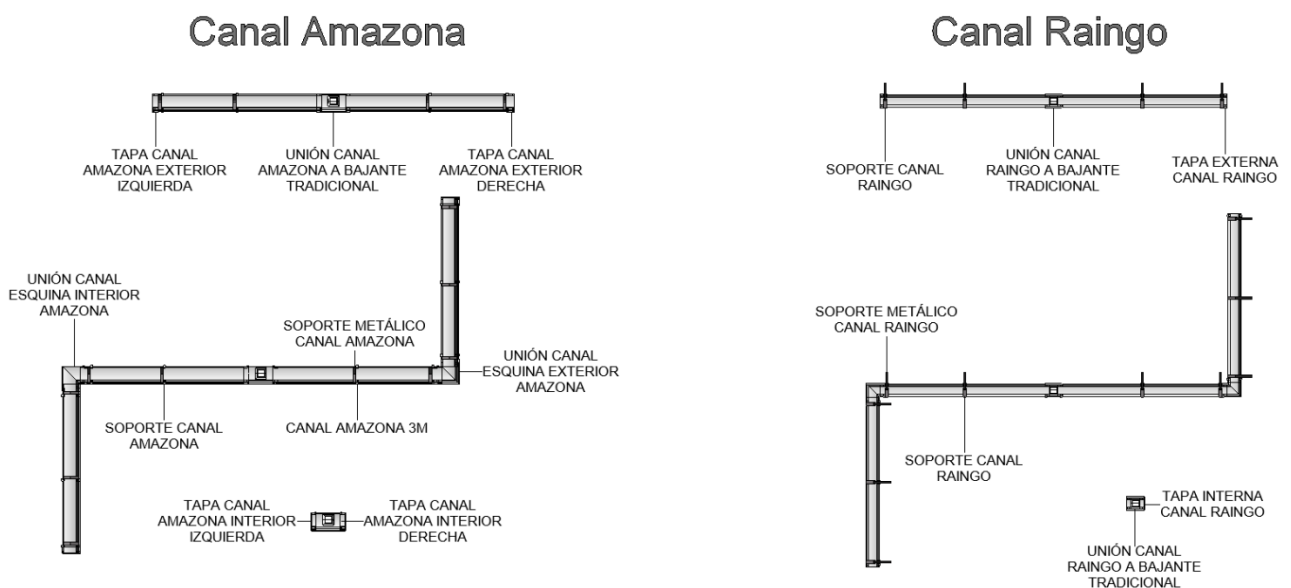 Canal Amazona
TAPA CANAL
AMAZONA EXTERIOR
IZQUIERDA
UNIÓN CANAL
AMAZONA A BAJANTE
TRADICIONAL
TAPA CANAL
AMAZONA EXTERIOR
DERECHA
UNIÓN CANAL
ESQUINA INTERIOR
AMAZONA
SOPORTE METÁLICO
CANAL AMAZONA
UNIÓN CANAL
ESQUINA EXTERIOR
AMAZONA
SOPORTE CANAL
AMAZONA
CANAL AMAZONA 3M
TAPA CANAL
AMAZONA INTERIOR
IZQUIERDA
TAPA CANAL
AMAZONA INTERIOR
DERECHA
Canal Raingo
SOPORTE CANAL
RAINGO
UNIÓN CANAL
RAINGO A BAJANTE
TRADICIONAL
TAPA EXTERNA
CANAL RAINGO
SOPORTE METÁLICO
CANAL RAINGO
SOPORTE CANAL
RAINGO
TAPA INTERNA
CANAL RAINGO
UNIÓN CANAL
RAINGO A BAJANTE
TRADICIONAL